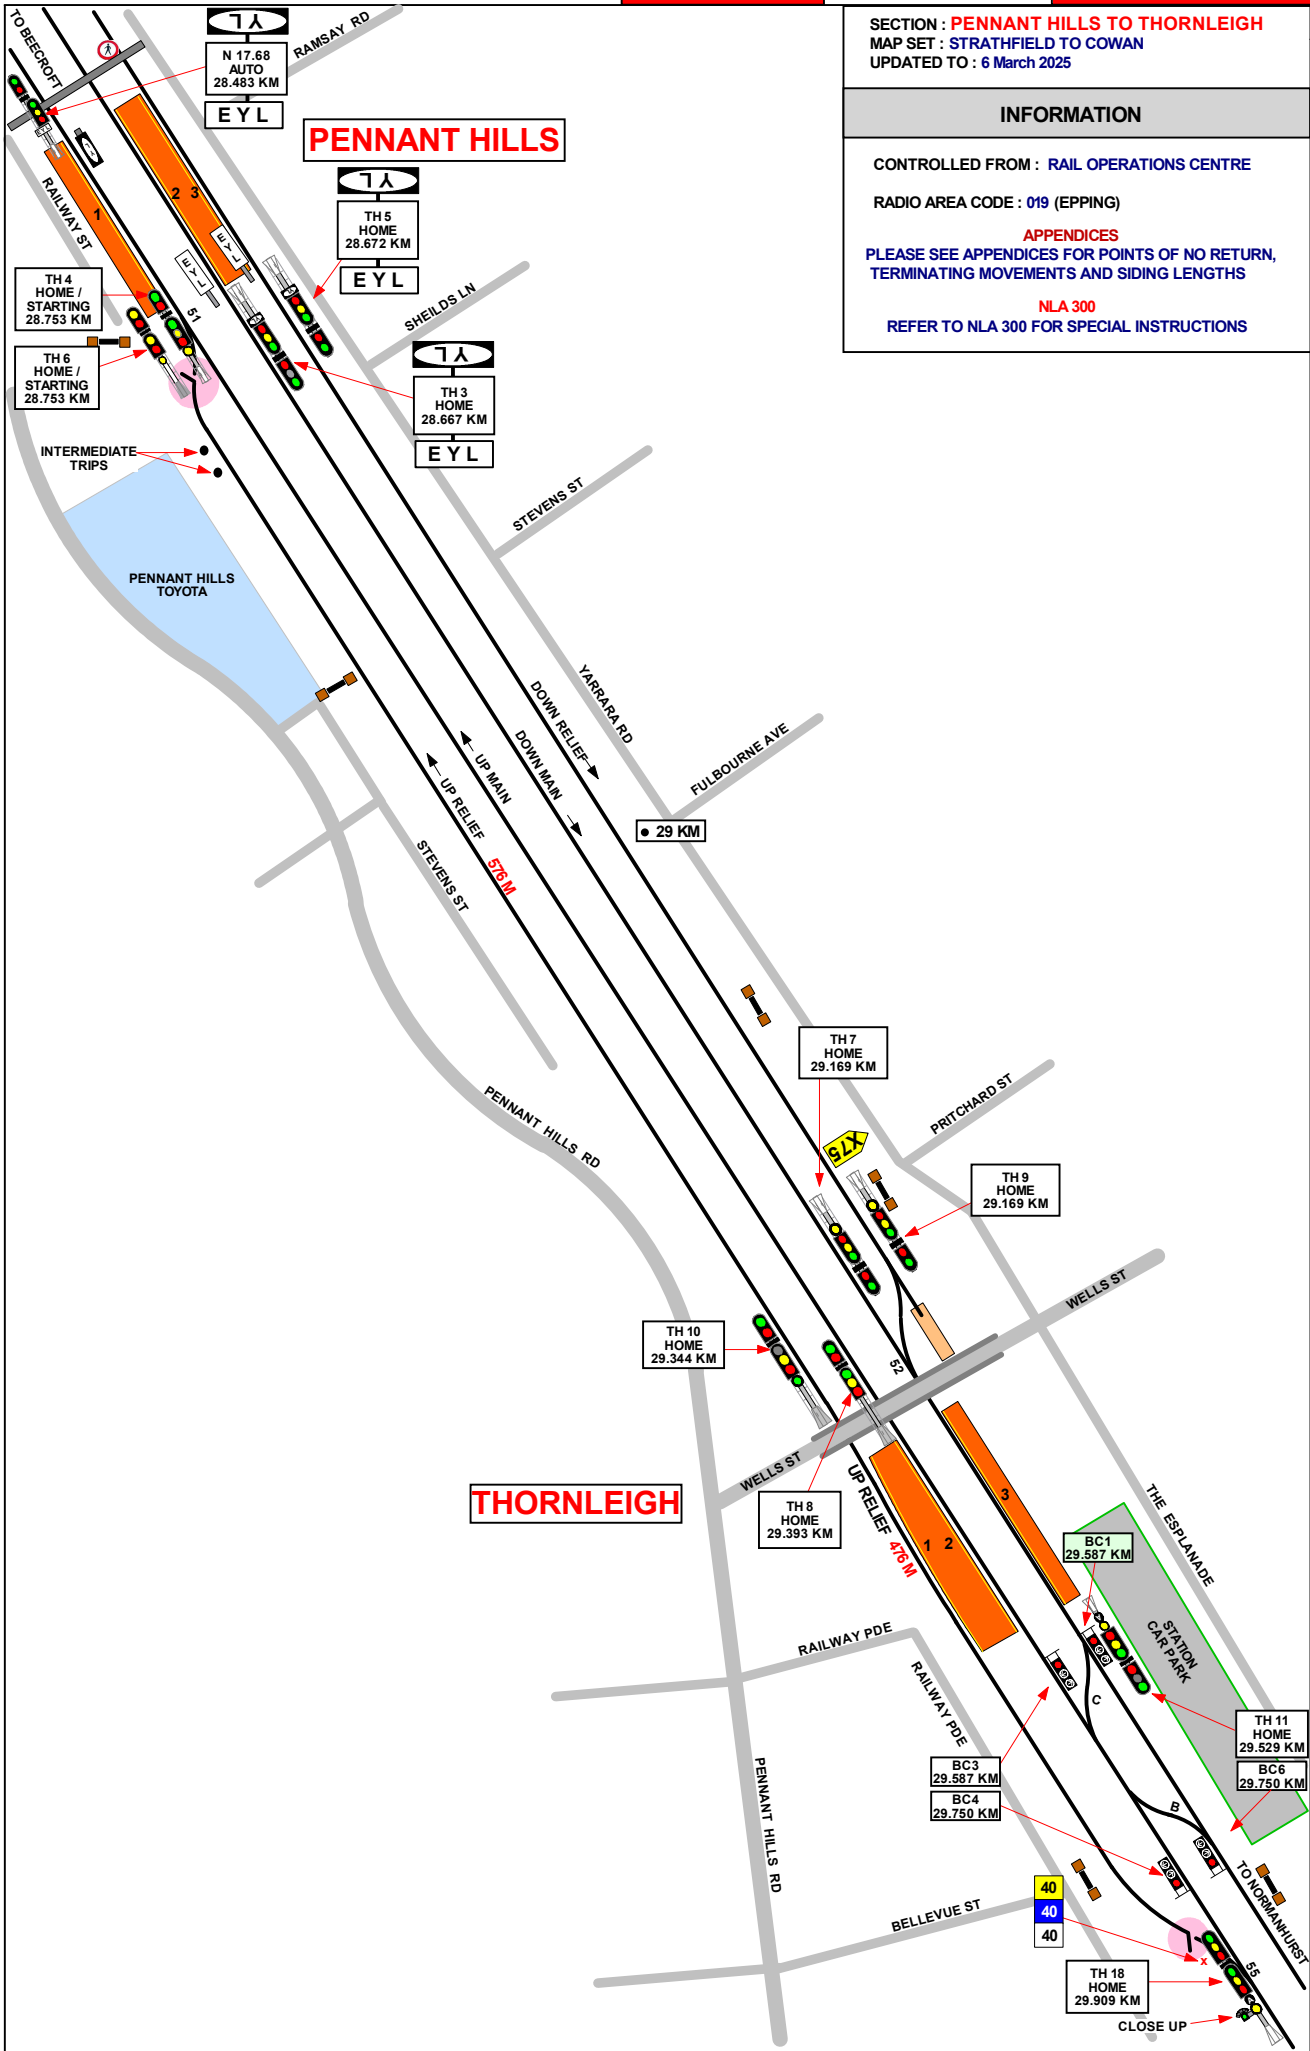 SECTION : PENNANT HILLS TO THORNLEIGH
MAP SET : STRATHFIELD TO COWAN
UPDATED TO : 6 March 2025
INFORMATION
CONTROLLED FROM : RAIL OPERATIONS CENTRE
RADIO AREA CODE : 019 (EPPING)
APPENDICES
PLEASE SEE APPENDICES FOR POINTS OF NO RETURN,
TERMINATING MOVEMENTS AND SIDING LENGTHS
NLA 300
REFER TO NLA 300 FOR SPECIAL INSTRUCTIONS
TO BEECROFT
YL
N 17.68
AUTO
28.483 KM
E Y L
RAMSAY RD
PENNANT HILLS
YL
TH 5
HOME
28.672 KM
E Y L
RAILWAY ST
1
2 3
E Y L
E Y L
SHEILDS LN
TH 4
HOME /
STARTING
28.753 KM
51
TH 6
HOME /
STARTING
28.753 KM
YL
TH 3
HOME
28.667 KM
E Y L
INTERMEDIATE
TRIPS
STEVENS ST
PENNANT HILLS
TOYOTA
YARRARA RD
DOWN RELIEF
DOWN MAIN
UP MAIN
UP RELIEF
576 M
FULBOURNE AVE
29 KM
STEVENS ST
TH 7
HOME
29.169 KM
PRITCHARD ST
PENNANT HILLS RD
X75
TH 9
HOME
29.169 KM
WELLS ST
TH 10
HOME
29.344 KM
52
WELLS ST
THORNLEIGH
TH 8
HOME
29.393 KM
UP RELIEF
476 M
1 2
3
THE ESPLANADE
BC1
29.587 KM
STATION
CAR PARK
RAILWAY PDE
RAILWAY PDE
C
TH 11
HOME
29.529 KM
BC3
29.587 KM
BC6
29.750 KM
BC4
29.750 KM
B
PENNANT HILLS RD
TO NORMANHURST
40
40
40
BELLEVUE ST
x
55
TH 18
HOME
29.909 KM
CLOSE UP